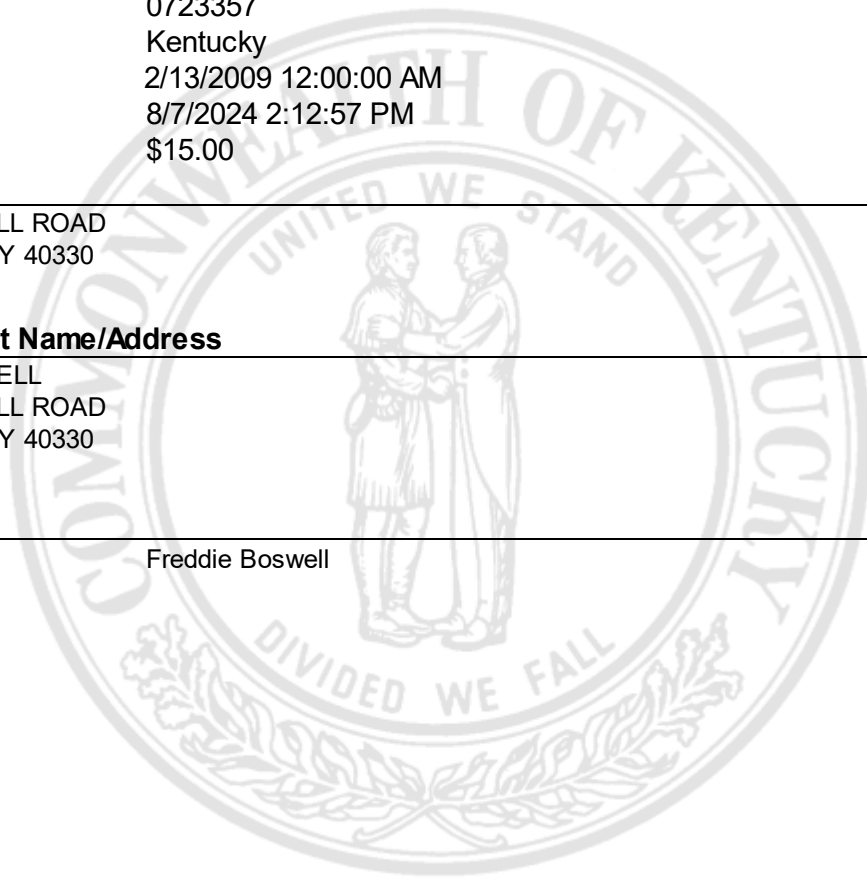 0723357
Kentucky
2/13/2009 12:00:00 AM
8/7/2024 2:12:57 PM
$15.00
LL ROAD
Y 40330
t Name/Address
ELL
LL ROAD
Y 40330
Freddie Boswell
COMMONWEALTH OF KENTUCKY
UNITED WE STAND
DIVIDED WE FALL